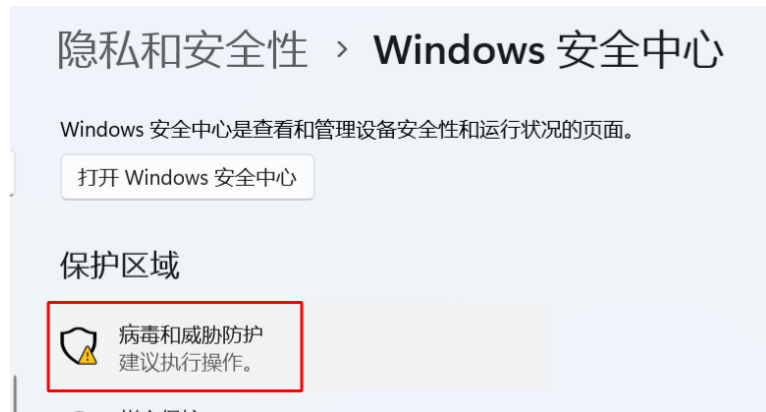 隐私和安全性 › Windows 安全中心
Windows 安全中心是查看和管理设备安全性和运行状况的页面。
打开 Windows 安全中心
保护区域
病毒和威胁防护
建议执行操作。